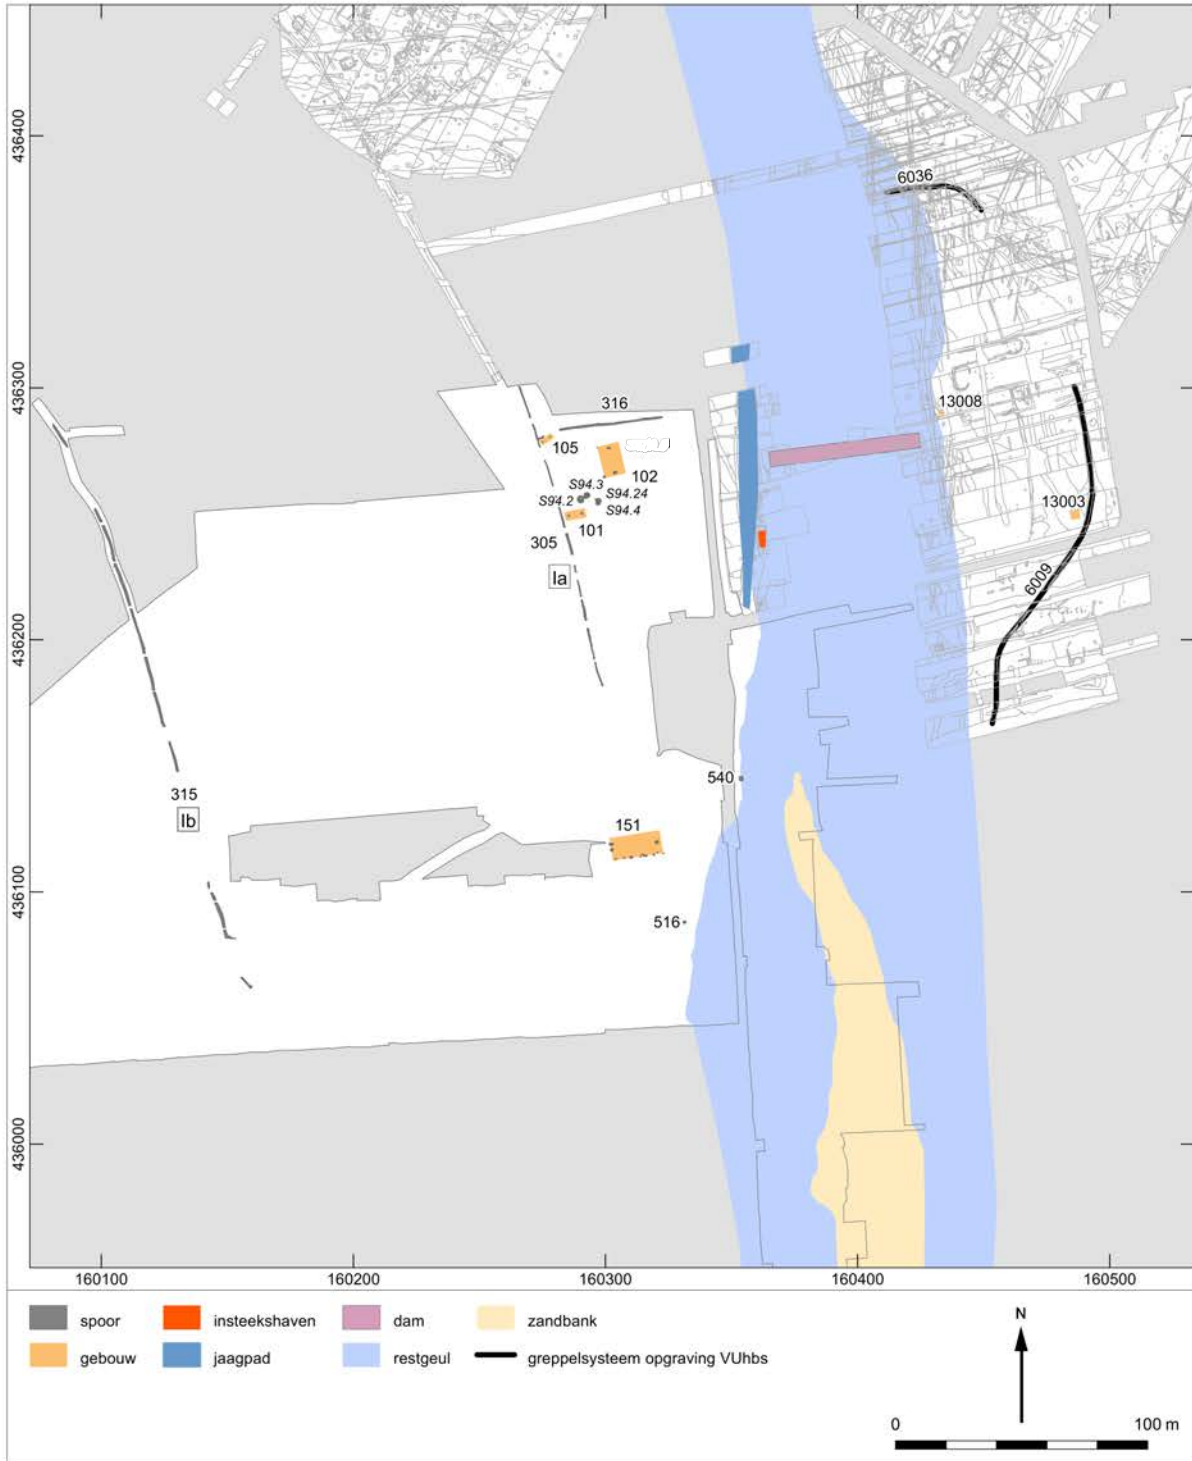 436400
6036
436300
316
13008
105
102
S94.3
S94.2
S94.24
S94.4
13003
101
305
Ia
6009
436200
540
315
Ib
151
436100
516
436000
160100
160200
160300
160400
160500
spoor
insteekshaven
dam
zandbank
N
gebouw
jaagpad
restgeul
greppelsysteem opgraving VUhbs
0
100 m